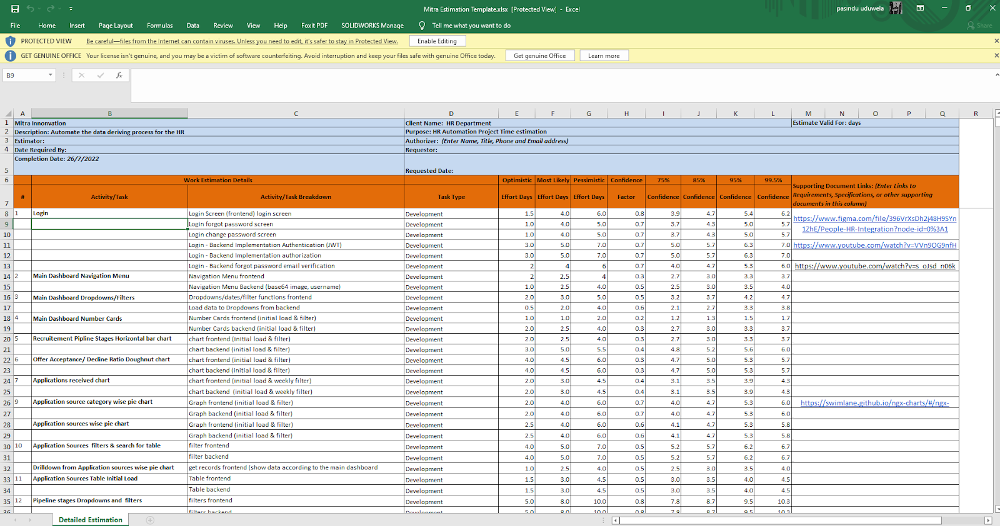 Mitra Estimation Template.xlsx [Protected View] - Excel
pasindu uduwela
File Home Insert Page Layout Formulas Data Review View Help Foxit PDF SOLIDWORKS Manage Tell me what you want to do Share
PROTECTED VIEW Be careful—files from the Internet can contain viruses. Unless you need to edit, it's safer to stay in Protected View. Enable Editing
GET GENUINE OFFICE Your license isn't genuine, and you may be a victim of software counterfeiting. Avoid interruption and keep your files safe with genuine Office today. Get genuine Office Learn more
B9 fx
A B C D E F G H I J K L M N O P Q R
1 Mitra Innonvation Client Name: HR Department Estimate Valid For: days
2 Description: Automate the data deriving process for the HR Purpose: HR Automation Project Time estimation
3 Estimator: Authorizer: (Enter Name, Title, Phone and Email address)
4 Date Required By: Requestor:
Completion Date: 26/7/2022
5 Requested Date:
6 Work Estimation Details Optimistic Most Likely Pessimistic Confidence 75% 85% 95% 99.5%
7 # Activity/Task Activity/Task Breakdown Task Type Effort Days Effort Days Effort Days Factor Confidence Confidence Confidence Confidence
Supporting Document Links: (Enter Links to
Requirements, Specifications, or other supporting
documents in this column)
8 1 Login Login Screen (frontend) login screen Development 1.5 4.0 6.0 0.8 3.9 4.7 5.4 6.2 https://www.figma.com/file/396VrXsDh2j48H9SYn
9 Login forgot password screen Development 1.0 4.0 5.0 0.7 3.7 4.3 5.0 5.7 1ZhE/People-HR-Integration?node-id=0%3A1
10 Login change password screen Development 1.0 4.0 5.0 0.7 3.7 4.3 5.0 5.7
11 Login - Backend Implementation Authentication (JWT) Development 3.0 5.0 7.0 0.7 5.0 5.7 6.3 7.0 https://www.youtube.com/watch?v=VVn9OG9nfH
12 Login - Backend Implementation authorization Development 3.0 5.0 7.0 0.7 5.0 5.7 6.3 7.0
13 Login - Backend forgot password email verification Development 2 4 6 0.7 4.0 4.7 5.3 6.0 https://www.youtube.com/watch?v=s_oJsd_n06k
14 2 Main Dashboard Navigation Menu Navigation Menu frontend Development 2 2.5 4 0.3 2.7 3.0 3.3 3.7
15 Navigation Menu Backend (base64 image, username) Development 1.0 2.5 4.0 0.5 2.5 3.0 3.5 4.0
16 3 Main Dashboard Dropdowns/Filters Dropdowns/dates/filter functions frontend Development 2.0 3.0 5.0 0.5 3.2 3.7 4.2 4.7
17 Load data to Dropdowns from backend Development 0.5 2.0 4.0 0.6 2.1 2.7 3.3 3.8
18 4 Main Dashboard Number Cards Number Cards frontend (initial load & filter) Development 1.0 1.0 2.0 0.2 1.2 1.3 1.5 1.7
19 Number Cards backend (initial load & filter) Development 2.0 2.5 4.0 0.3 2.7 3.0 3.3 3.7
20 5 Recruitement Pipline Stages Horizontal bar chart chart frontend (initial load & filter) Development 2.0 2.5 4.0 0.3 2.7 3.0 3.3 3.7
21 chart backend (initial load & filter) Development 3.0 5.0 5.5 0.4 4.8 5.2 5.6 6.0
22 6 Offer Acceptance/ Decline Ratio Doughnut chart chart frontend (initial load & filter) Development 4.0 4.5 6.0 0.3 4.7 5.0 5.3 5.7
23 chart backend (initial load & filter) Development 4.0 4.5 6.0 0.3 4.7 5.0 5.3 5.7
24 7 Applications received chart chart frontend (initial load & weekly filter) Development 2.0 3.0 4.5 0.4 3.1 3.5 3.9 4.3
25 chart backend (initial load & weekly filter) Development 2.0 3.0 4.5 0.4 3.1 3.5 3.9 4.3
26 9 Application source category wise pie chart Graph frontend (initial load & filter) Development 2.0 4.0 6.0 0.7 4.0 4.7 5.3 6.0 https://swimlane.github.io/ngx-charts/#/ngx-
27 Graph backend (initial load & filter) Development 2.0 4.0 6.0 0.7 4.0 4.7 5.3 6.0
28 Application sources wise pie chart Graph frontend (initial load & filter) Development 2.5 4.0 6.0 0.6 4.1 4.7 5.3 5.8
29 Graph backend (initial load & filter) Development 2.5 4.0 6.0 0.6 4.1 4.7 5.3 5.8
30 10 Application Sources filters & search for table filter frontend Development 4.0 5.0 7.0 0.5 5.2 5.7 6.2 6.7
31 filter backend Development 4.0 5.0 7.0 0.5 5.2 5.7 6.2 6.7
32 Drilldown from Application sources wise pie chart get records frontend (show data according to the main dashboard Development 1.0 2.5 4.0 0.5 2.5 3.0 3.5 4.0
33 11 Application Sources Table Initial Load Table frontend Development 1.5 3.0 4.5 0.5 3.0 3.5 4.0 4.5
34 Table backend Development 1.5 3.0 4.5 0.5 3.0 3.5 4.0 4.5
35 12 Pipeline stages Dropdowns and filters filters frontend Development 5.0 8.0 10.0 0.8 7.8 8.7 9.5 10.3
36 filters backend Development 5.0 8.0 10.0 0.8 7.8 8.7 9.5 10.3
Detailed Estimation